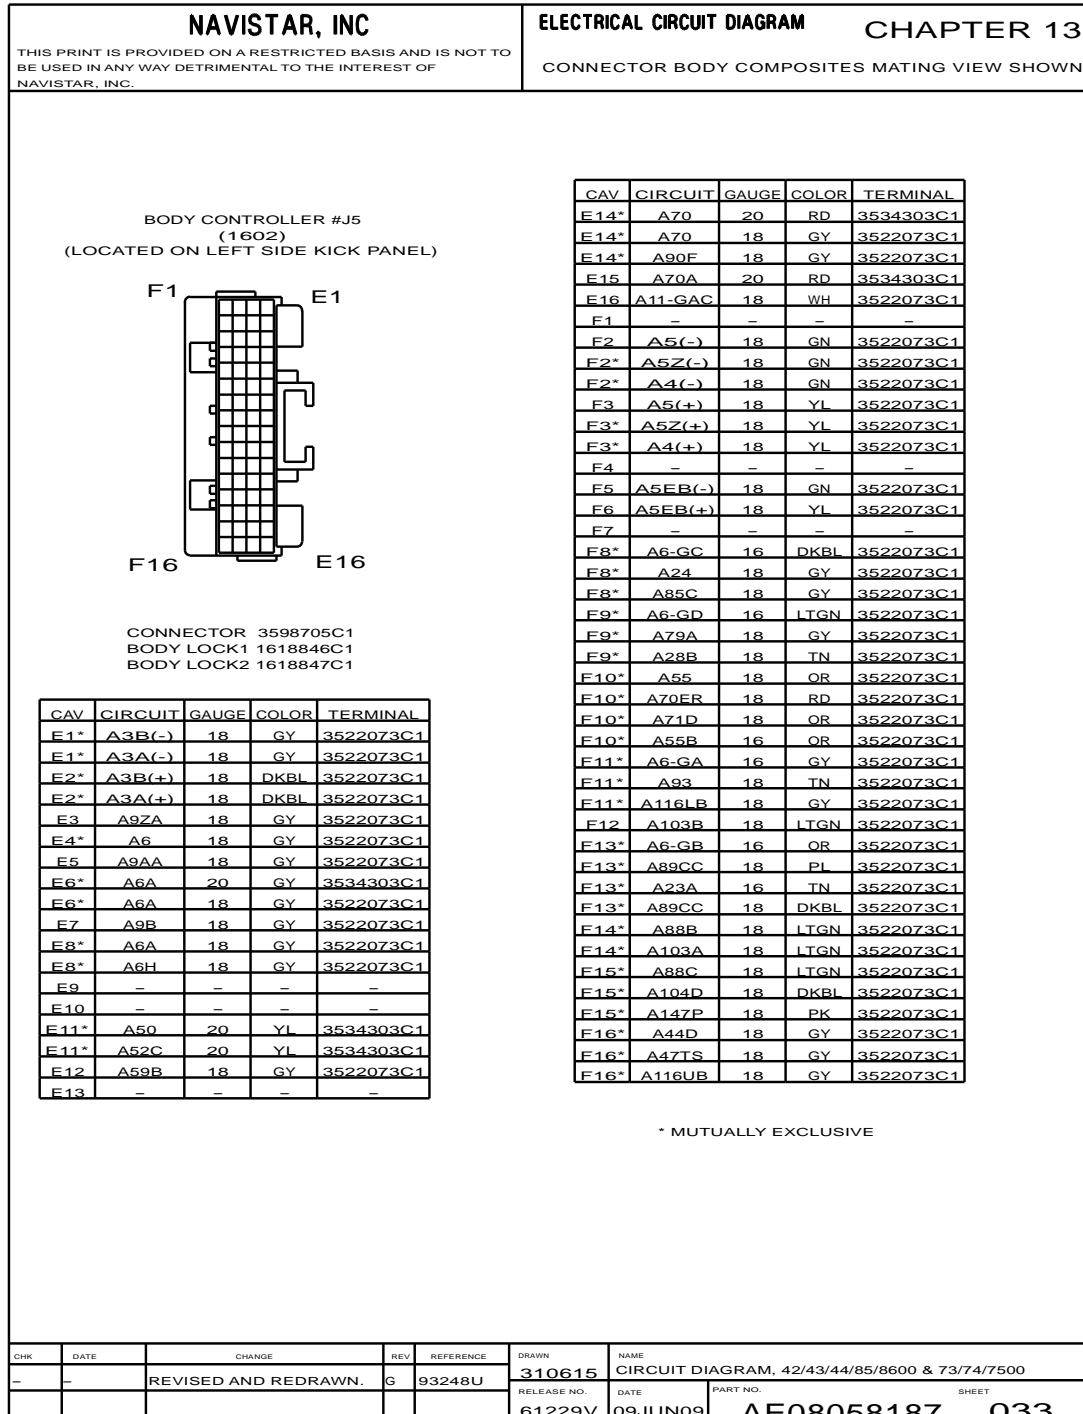 NAVISTAR, INC
THIS PRINT IS PROVIDED ON A RESTRICTED BASIS AND IS NOT TO
BE USED IN ANY WAY DETRIMENTAL TO THE INTEREST OF
NAVISTAR, INC.
ELECTRICAL CIRCUIT DIAGRAM CHAPTER 13
CONNECTOR BODY COMPOSITES MATING VIEW SHOWN
BODY CONTROLLER #J5
(1602)
(LOCATED ON LEFT SIDE KICK PANEL)
F1 E1
F16 E16
CONNECTOR 3598705C1
BODY LOCK1 1618846C1
BODY LOCK2 1618847C1
CAV CIRCUIT GAUGE COLOR TERMINAL
E1* A3B(-) 18 GY 3522073C1
E1* A3A(-) 18 GY 3522073C1
E2* A3B(+) 18 DKBL 3522073C1
E2* A3A(+) 18 DKBL 3522073C1
E3 A9ZA 18 GY 3522073C1
E4* A6 18 GY 3522073C1
E5 A9AA 18 GY 3522073C1
E6* A6A 20 GY 3534303C1
E6* A6A 18 GY 3522073C1
E7 A9B 18 GY 3522073C1
E8* A6A 18 GY 3522073C1
E8* A6H 18 GY 3522073C1
E9 – – – –
E10 – – – –
E11* A50 20 YL 3534303C1
E11* A52C 20 YL 3534303C1
E12 A59B 18 GY 3522073C1
E13 – – – –
CAV CIRCUIT GAUGE COLOR TERMINAL
E14* A70 20 RD 3534303C1
E14* A70 18 GY 3522073C1
E14* A90F 18 GY 3522073C1
E15 A70A 20 RD 3534303C1
E16 A11-GAC 18 WH 3522073C1
F1 – – – –
F2 A5(-) 18 GN 3522073C1
F2* A5Z(-) 18 GN 3522073C1
F2* A4(-) 18 GN 3522073C1
F3 A5(+) 18 YL 3522073C1
F3* A5Z(+) 18 YL 3522073C1
F3* A4(+) 18 YL 3522073C1
F4 – – – –
F5 A5EB(-) 18 GN 3522073C1
F6 A5EB(+) 18 YL 3522073C1
F7 – – – –
F8* A6-GC 16 DKBL 3522073C1
F8* A24 18 GY 3522073C1
F8* A85C 18 GY 3522073C1
F9* A6-GD 16 LTGN 3522073C1
F9* A79A 18 GY 3522073C1
F9* A28B 18 TN 3522073C1
F10* A55 18 OR 3522073C1
F10* A70ER 18 RD 3522073C1
F10* A71D 18 OR 3522073C1
F10* A55B 16 OR 3522073C1
F11* A6-GA 16 GY 3522073C1
F11* A93 18 TN 3522073C1
F11* A116LB 18 GY 3522073C1
F12 A103B 18 LTGN 3522073C1
F13* A6-GB 16 OR 3522073C1
F13* A89CC 18 PL 3522073C1
F13* A23A 16 TN 3522073C1
F13* A89CC 18 DKBL 3522073C1
F14* A88B 18 LTGN 3522073C1
F14* A103A 18 LTGN 3522073C1
F15* A88C 18 LTGN 3522073C1
F15* A104D 18 DKBL 3522073C1
F15* A147P 18 PK 3522073C1
F16* A44D 18 GY 3522073C1
F16* A47TS 18 GY 3522073C1
F16* A116UB 18 GY 3522073C1
* MUTUALLY EXCLUSIVE
CHK DATE CHANGE REV REFERENCE
– – REVISED AND REDRAWN. G 93248U
DRAWN NAME
310615 CIRCUIT DIAGRAM, 42/43/44/85/8600 & 73/74/7500
RELEASE NO. DATE PART NO. SHEET
61229V 09JUN09 AE08058187 033